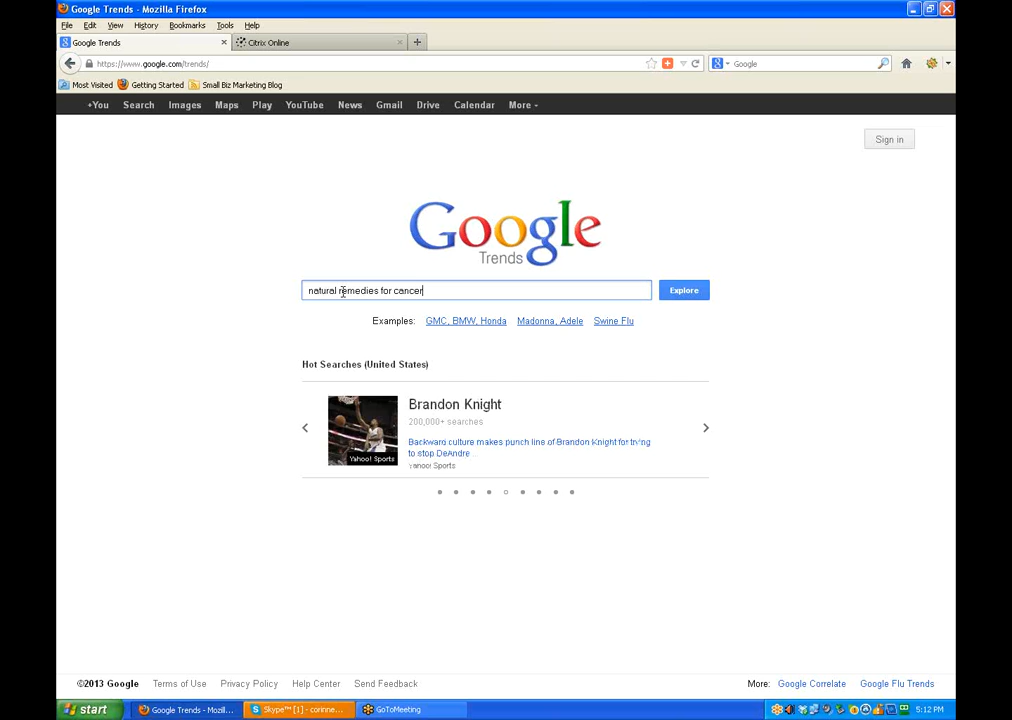 Google Trends - Mozilla Firefox
File Edit View History Bookmarks Tools Help
Google Trends Citrix Online
https://www.google.com/trends/ Google
Most Visited Getting Started Small Biz Marketing Blog
+You Search Images Maps Play YouTube News Gmail Drive Calendar More
Sign in
Google
Trends
natural remedies for cancer Explore
Examples: GMC, BMW, Honda Madonna, Adele Swine Flu
Hot Searches (United States)
Brandon Knight
200,000+ searches
Backward culture makes punch line of Brandon Knight for trying
to stop DeAndre...
Yahoo! Sports
Yahoo! Sports
©2013 Google Terms of Use Privacy Policy Help Center Send Feedback More: Google Correlate Google Flu Trends
start Google Trends - Mo... Skype™ [1] - corinne... GoToMeeting 5:12 PM